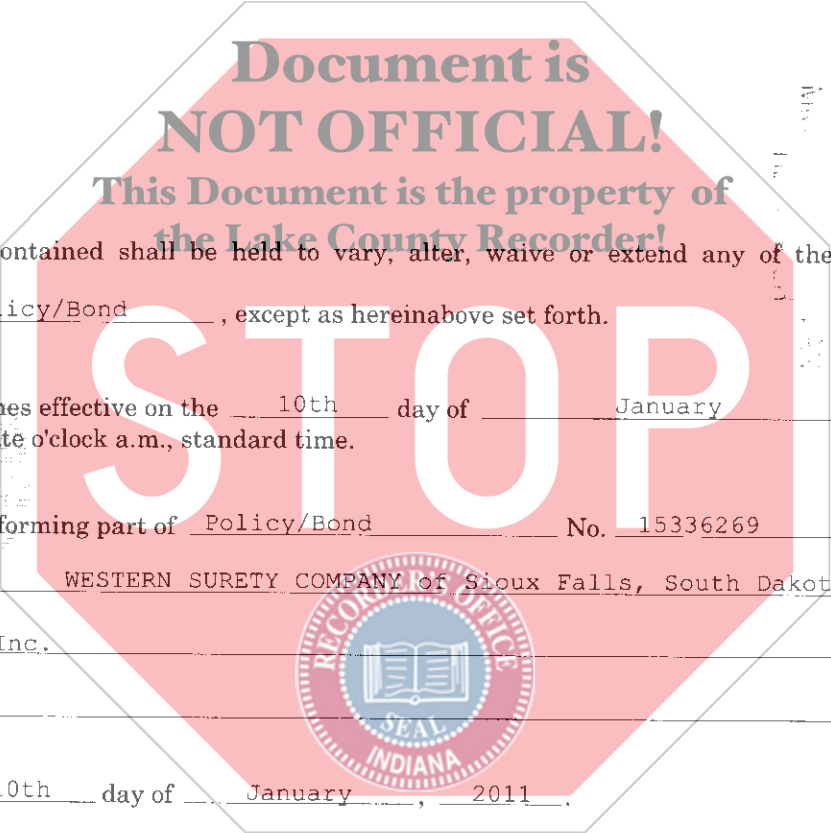 Document is
NOT OFFICIAL!
This Document is the property of
the Lake County Recorder!
ontained shall be held to vary, alter, waive or extend any of the
licy/Bond , except as hereinabove set forth.
STOP
nes effective on the 10th day of January
te o'clock a.m., standard time.
forming part of Policy/Bond No. 15336269
WESTERN SURETY COMPANY of Sioux Falls, South Dakot
Inc.
RECORDER'S OFFICE
SEAL
INDIANA
0th day of January , 2011 .